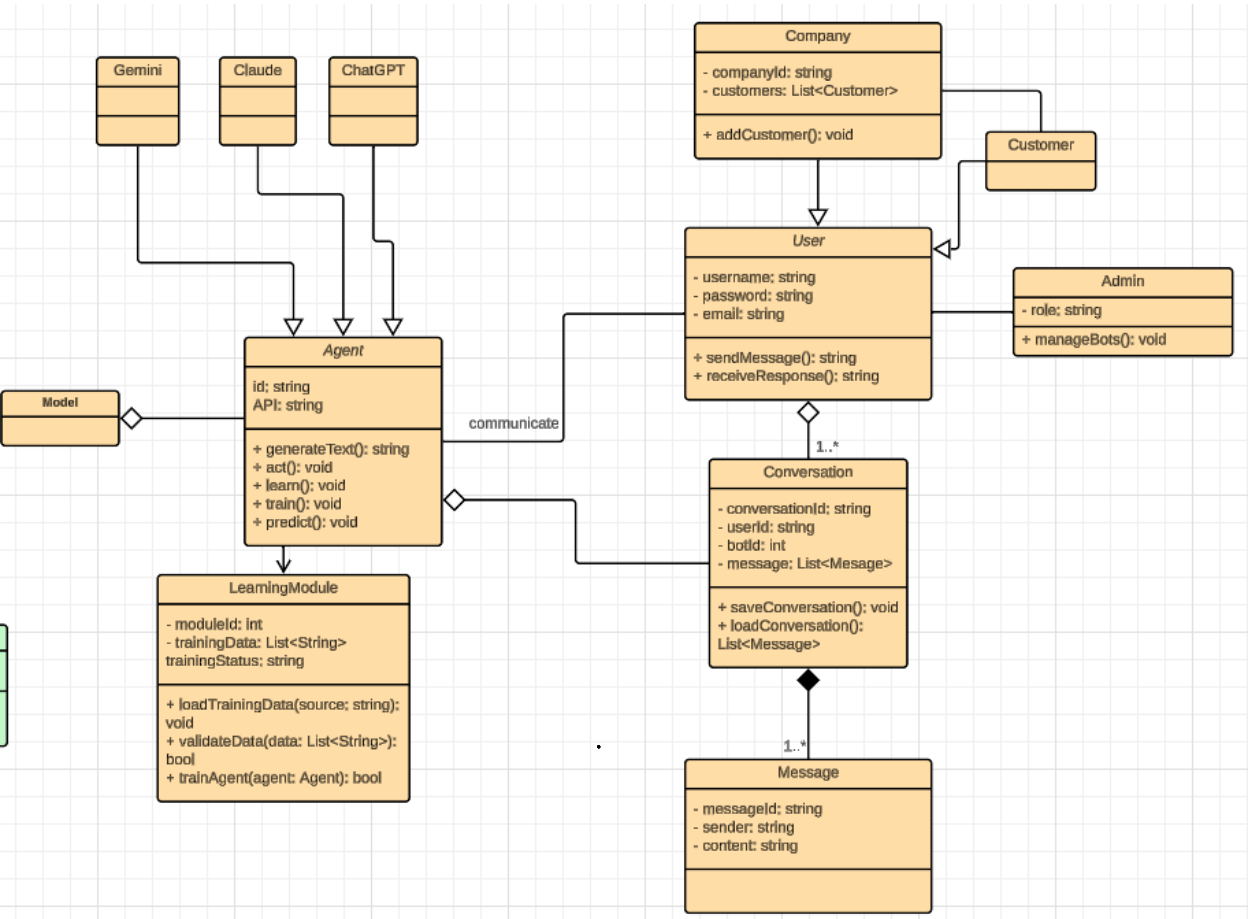 Gemini
Claude
ChatGPT
Company
- companyId: string
- customers: List<Customer>
+ addCustomer(): void
Customer
User
- username: string
- password: string
- email: string
+ sendMessage(): string
+ receiveResponse(): string
Admin
- role: string
+ manageBots(): void
Agent
id: string
API: string
+ generateText(): string
+ act(): void
+ learn(): void
+ train(): void
+ predict(): void
Model
communicate
1..*
Conversation
- conversationId: string
- userId: string
- botId: int
- message: List<Mesage>
+ saveConversation(): void
+ loadConversation():
List<Message>
LearningModule
- moduleId: int
- trainingData: List<String>
trainingStatus: string
+ loadTrainingData(source: string):
void
+ validateData(data: List<String>):
bool
+ trainAgent(agent: Agent): bool
1..*
Message
- messageId: string
- sender: string
- content: string